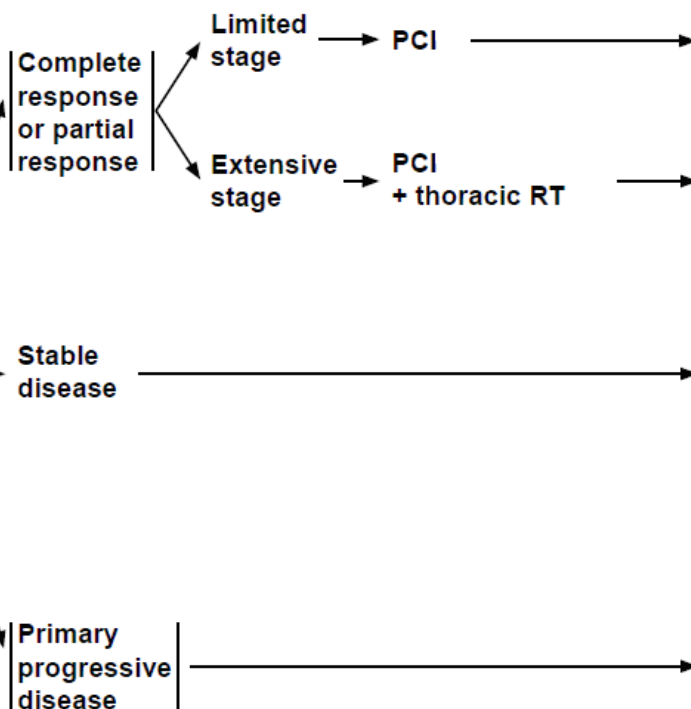 Complete
response
or partial
response
Limited
stage
PCI
Extensive
stage
PCI
+ thoracic RT
Stable
disease
Primary
progressive
disease